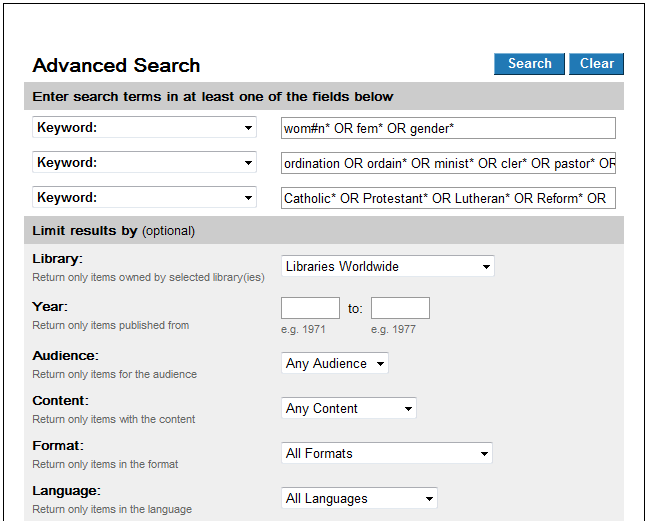 Advanced Search
Search Clear
Enter search terms in at least one of the fields below
Keyword: wom#n* OR fem* OR gender*
Keyword: ordination OR ordain* OR minist* OR cler* OR pastor* OR
Keyword: Catholic* OR Protestant* OR Lutheran* OR Reform* OR
Limit results by (optional)
Library: Libraries Worldwide
Return only items owned by selected library(ies)
Year: to:
Return only items published from e.g. 1971 e.g. 1977
Audience: Any Audience
Return only items for the audience
Content: Any Content
Return only items with the content
Format: All Formats
Return only items in the format
Language: All Languages
Return only items in the language